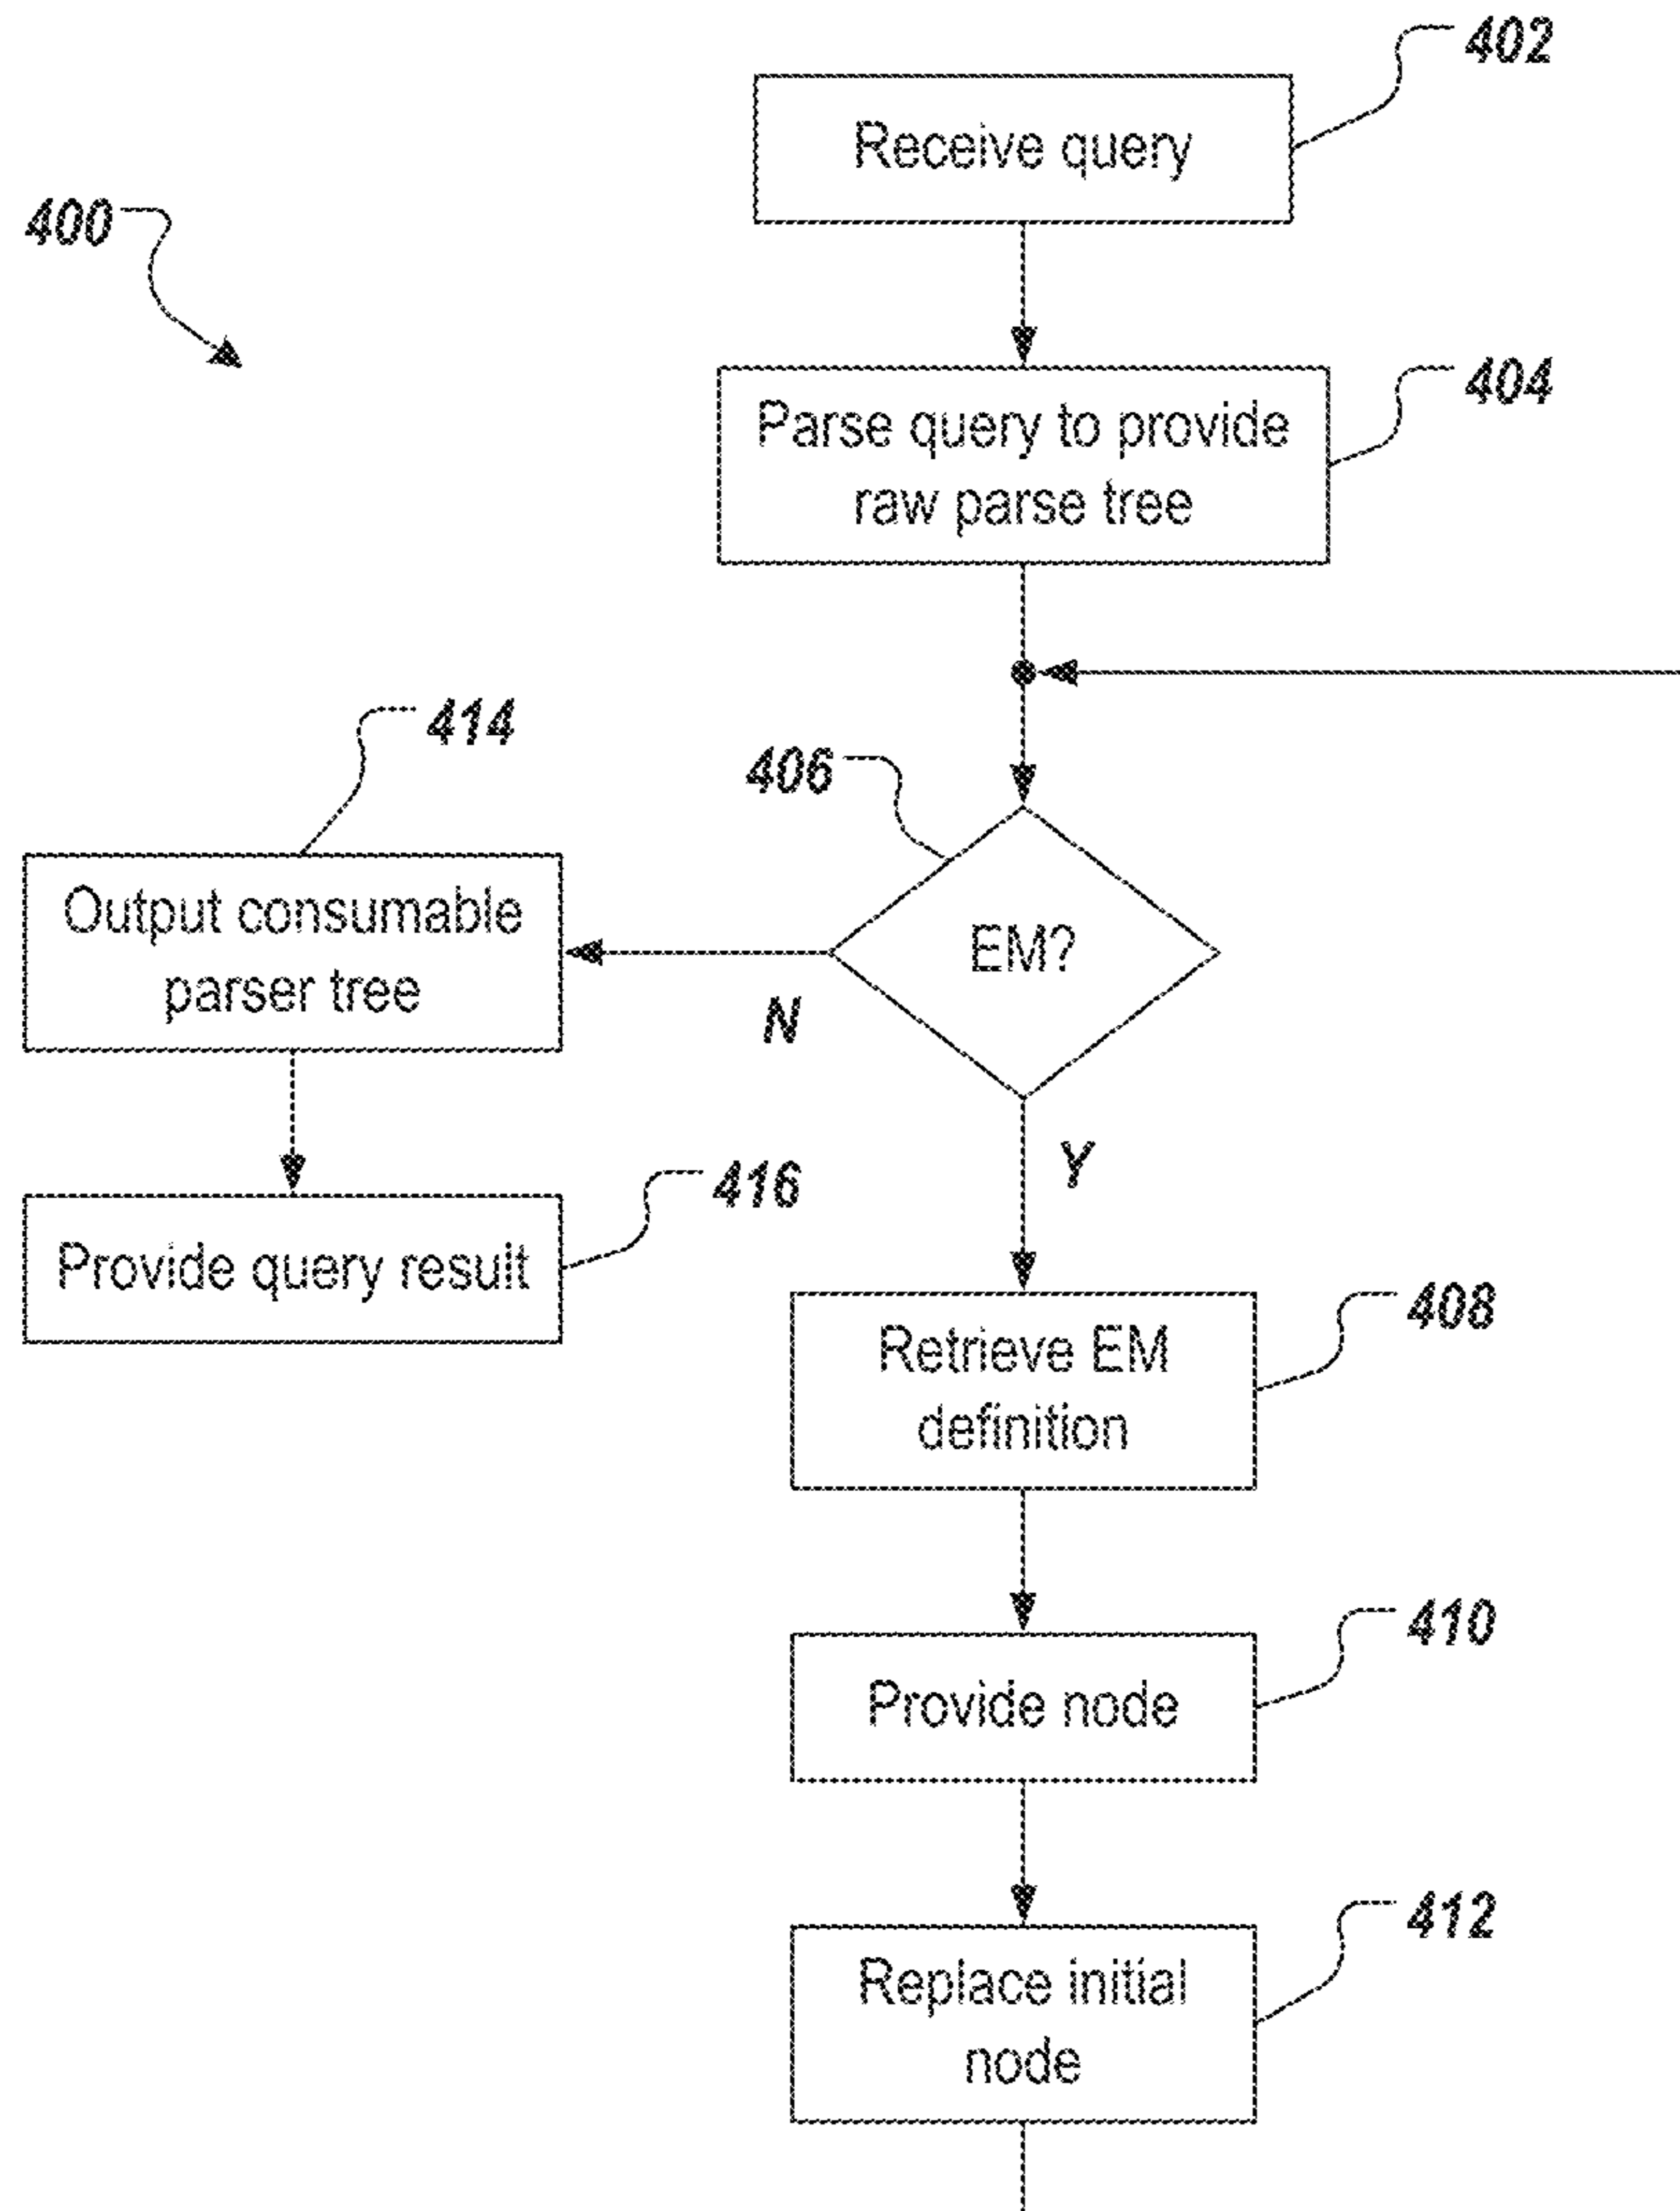 402
Receive query
400
404
Parse query to provide
raw parse tree
414
406
Output consumable
parser tree
EM?
N
Y
416
Provide query result
408
Retrieve EM
definition
410
Provide node
412
Replace initial
node